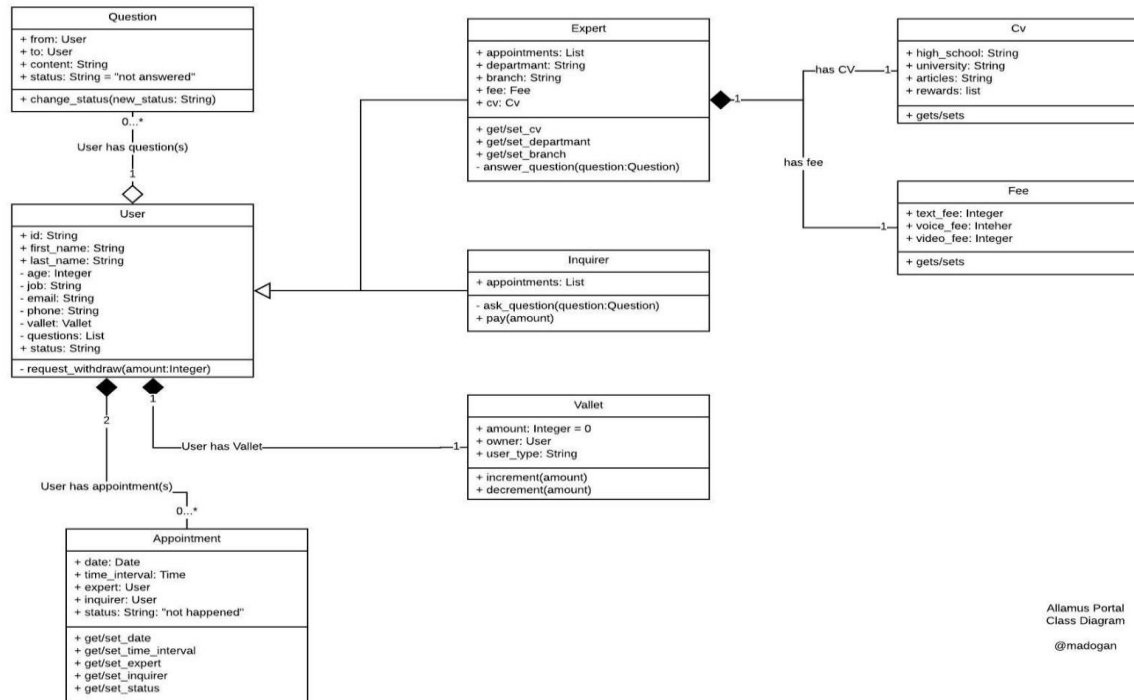 Question
+ from: User
+ to: User
+ content: String
+ status: String = "not answered"
+ change_status(new_status: String)
0...*
User has question(s)
1
User
+ id: String
+ first_name: String
+ last_name: String
- age: Integer
- job: String
- email: String
- phone: String
- vallet: Vallet
- questions: List
+ status: String
- request_withdraw(amount:Integer)
2
1
User has Vallet
1
User has appointment(s)
0...*
Appointment
+ date: Date
+ time_interval: Time
+ expert: User
+ inquirer: User
+ status: String: "not happened"
+ get/set_date
+ get/set_time_interval
+ get/set_expert
+ get/set_inquirer
+ get/set_status
Expert
+ appointments: List
+ departmant: String
+ branch: String
+ fee: Fee
+ cv: Cv
+ get/set_cv
+ get/set_departmant
+ get/set_branch
- answer_question(question:Question)
1
has CV
1
has fee
1
Cv
+ high_school: String
+ university: String
+ articles: String
+ rewards: list
+ gets/sets
Fee
+ text_fee: Integer
+ voice_fee: Inteher
+ video_fee: Integer
+ gets/sets
Inquirer
+ appointments: List
- ask_question(question:Question)
+ pay(amount)
Vallet
+ amount: Integer = 0
+ owner: User
+ user_type: String
+ increment(amount)
+ decrement(amount)
Allamus Portal
Class Diagram
@madogan